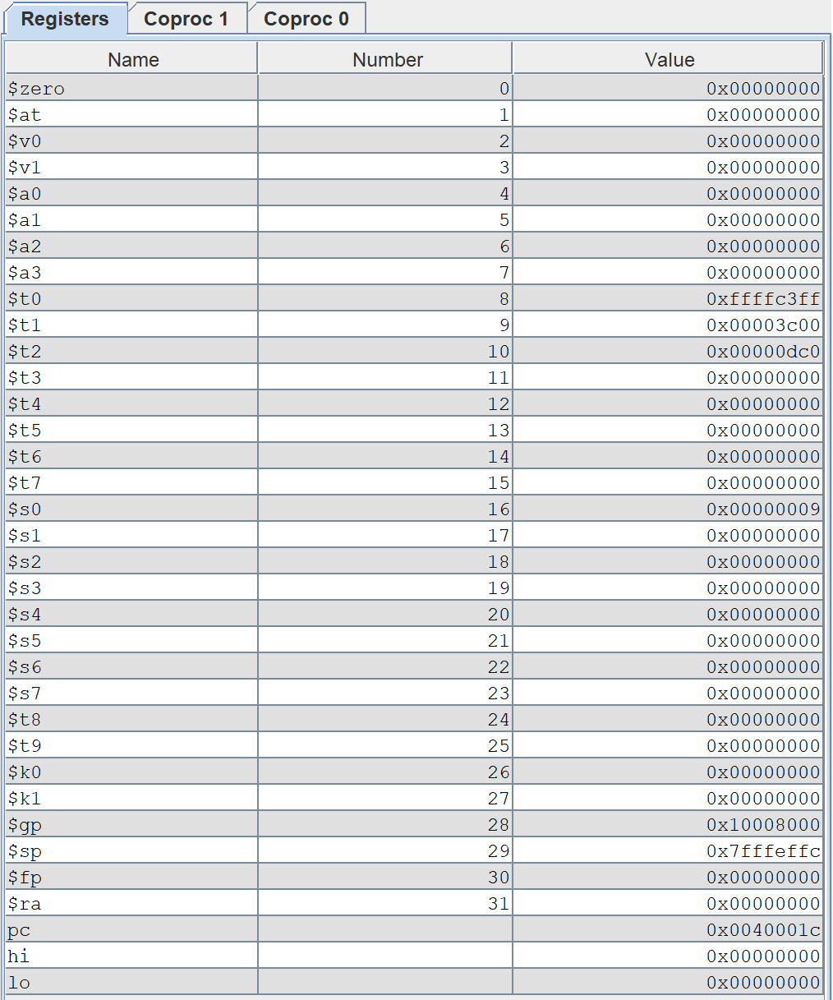 Registers Coproc 1 Coproc 0
Name Number Value
$zero 0 0x00000000
$at 1 0x00000000
$v0 2 0x00000000
$v1 3 0x00000000
$a0 4 0x00000000
$a1 5 0x00000000
$a2 6 0x00000000
$a3 7 0x00000000
$t0 8 0xffffc3ff
$t1 9 0x00003c00
$t2 10 0x00000dc0
$t3 11 0x00000000
$t4 12 0x00000000
$t5 13 0x00000000
$t6 14 0x00000000
$t7 15 0x00000000
$s0 16 0x00000009
$s1 17 0x00000000
$s2 18 0x00000000
$s3 19 0x00000000
$s4 20 0x00000000
$s5 21 0x00000000
$s6 22 0x00000000
$s7 23 0x00000000
$t8 24 0x00000000
$t9 25 0x00000000
$k0 26 0x00000000
$k1 27 0x00000000
$gp 28 0x10008000
$sp 29 0x7fffeffc
$fp 30 0x00000000
$ra 31 0x00000000
pc 0x0040001c
hi 0x00000000
lo 0x00000000